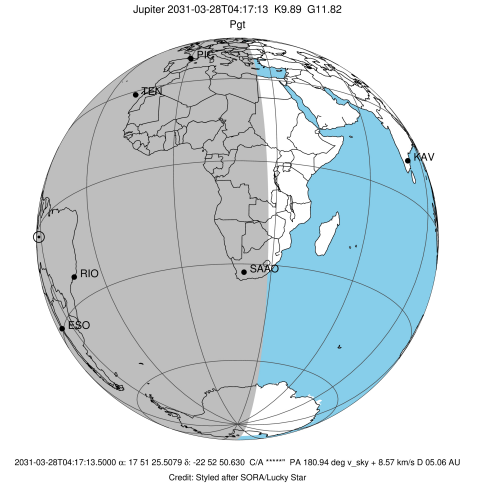 Jupiter 2031-03-28T04:17:13 K9.89 G11.82
Pgt
PIC
TEN
KAV
SAAO
RIO
ESO
2031-03-28T04:17:13.5000 α: 17 51 25.5079 δ: -22 52 50.630 C/A *****" PA 180.94 deg v_sky + 8.57 km/s D 05.06 AU
Credit: Styled after SORA/Lucky Star